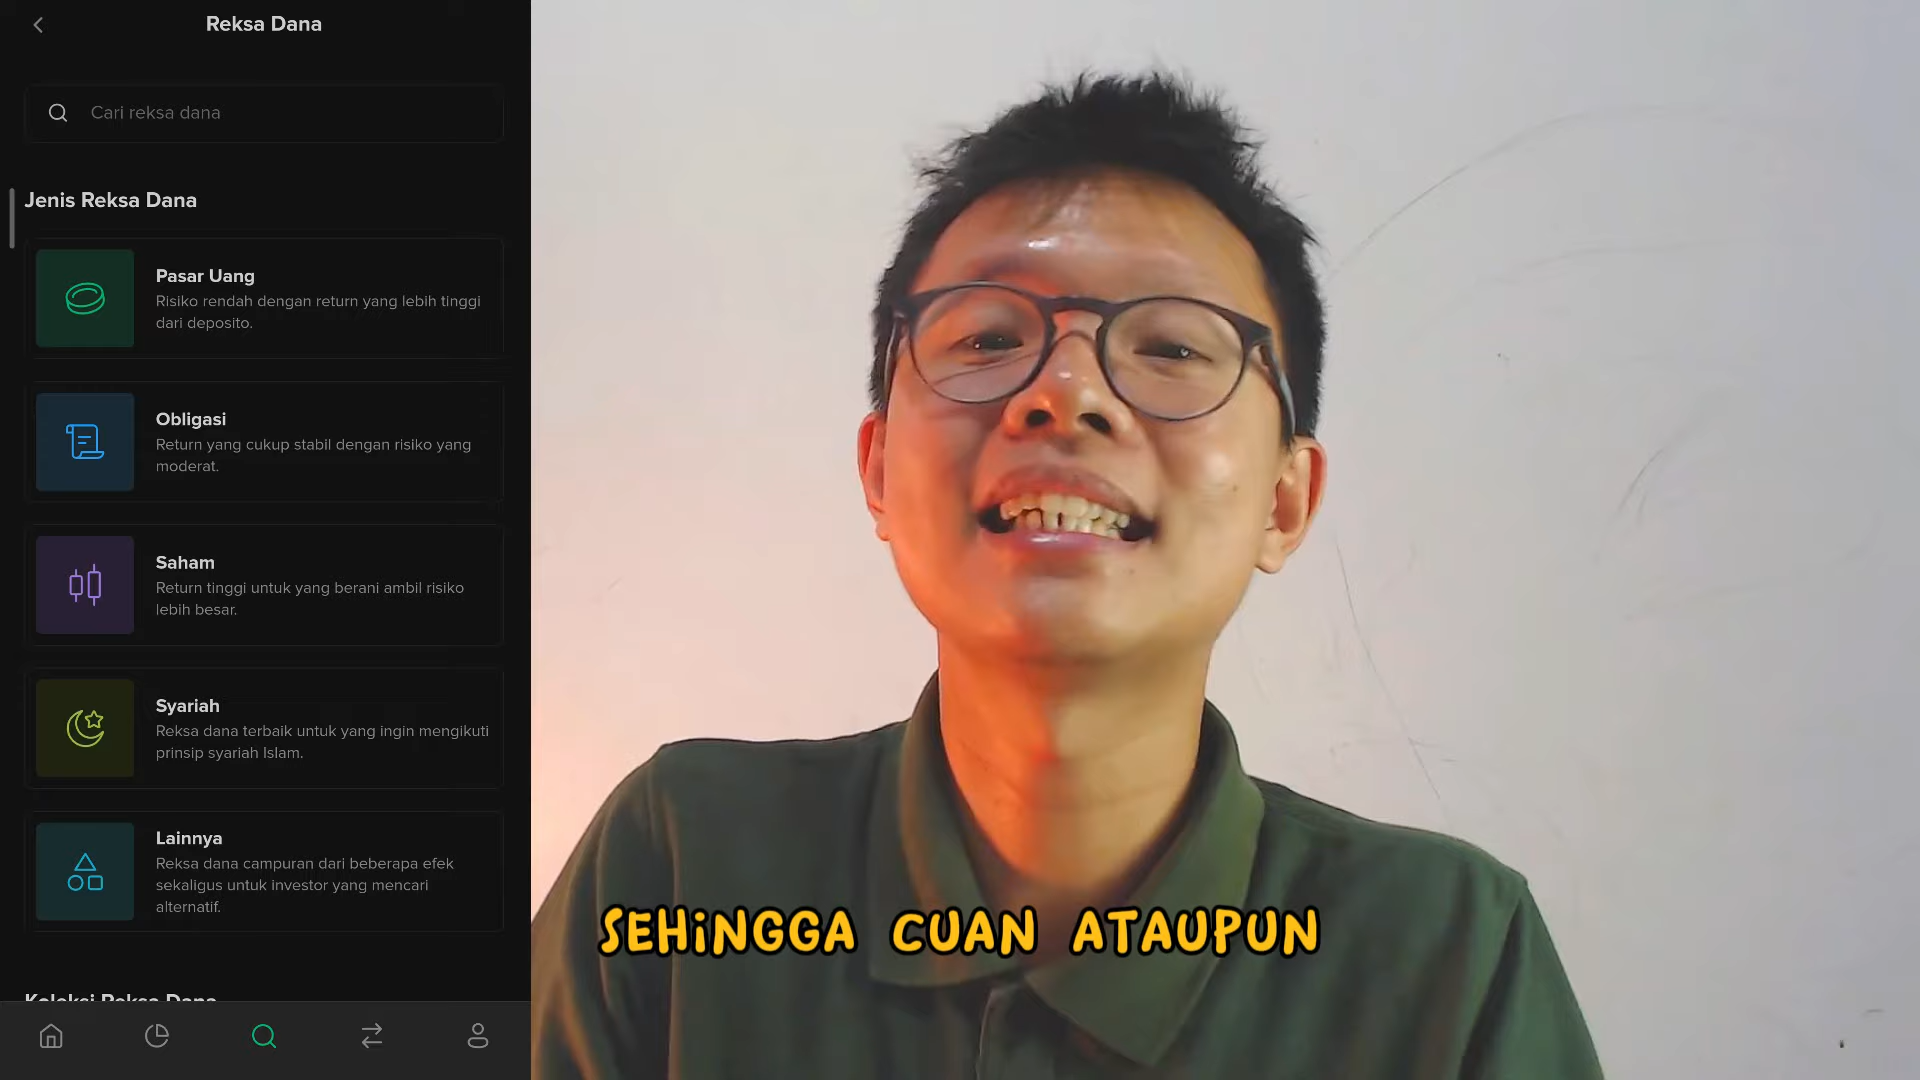 Reksa Dana
Cari reksa dana
Jenis Reksa Dana
Pasar Uang
Risiko rendah dengan return yang lebih tinggi
dari deposito.
Obligasi
Return yang cukup stabil dengan risiko yang
moderat.
Saham
Return tinggi untuk yang berani ambil risiko
lebih besar.
Syariah
Reksa dana terbaik untuk yang ingin mengikuti
prinsip syariah Islam.
Lainnya
Reksa dana campuran dari beberapa efek
sekaligus untuk investor yang mencari
alternatif.
Koleksi Reksa Dana
SEHiNGGA CUAN ATAUPUN